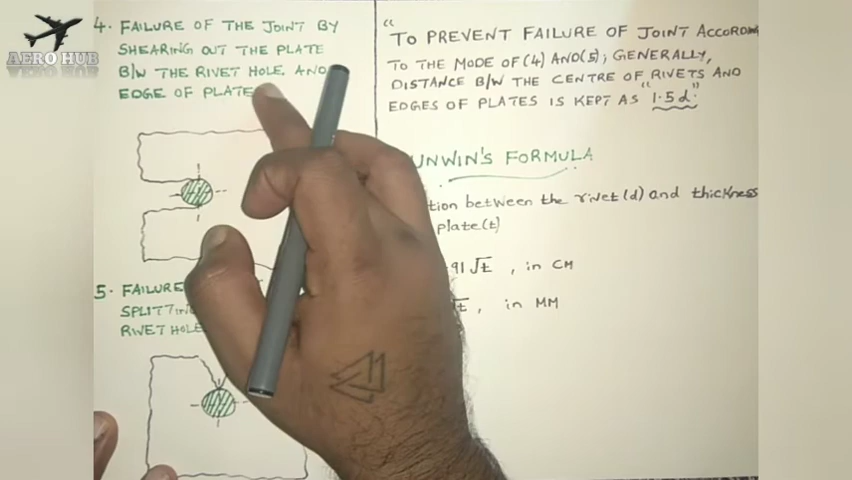 AERO HUB
4. FAILURE OF THE JOINT BY
SHEARING OUT THE PLATE
B/W THE RIVET HOLE AND
EDGE OF PLATE
5. FAILURE
RIVET HOLE
"TO PREVENT FAILURE OF JOINT ACCORDIN
TO THE MODE OF (4) AND (5); GENERALLY,
DISTANCE B/W THE CENTRE OF RIVETS AND
EDGES OF PLATES IS KEPT AS "1.5d."
UNWIN'S FORMULA
between the rivet (d) and thickness
plate (t)
91√t , in CM
√t , in MM